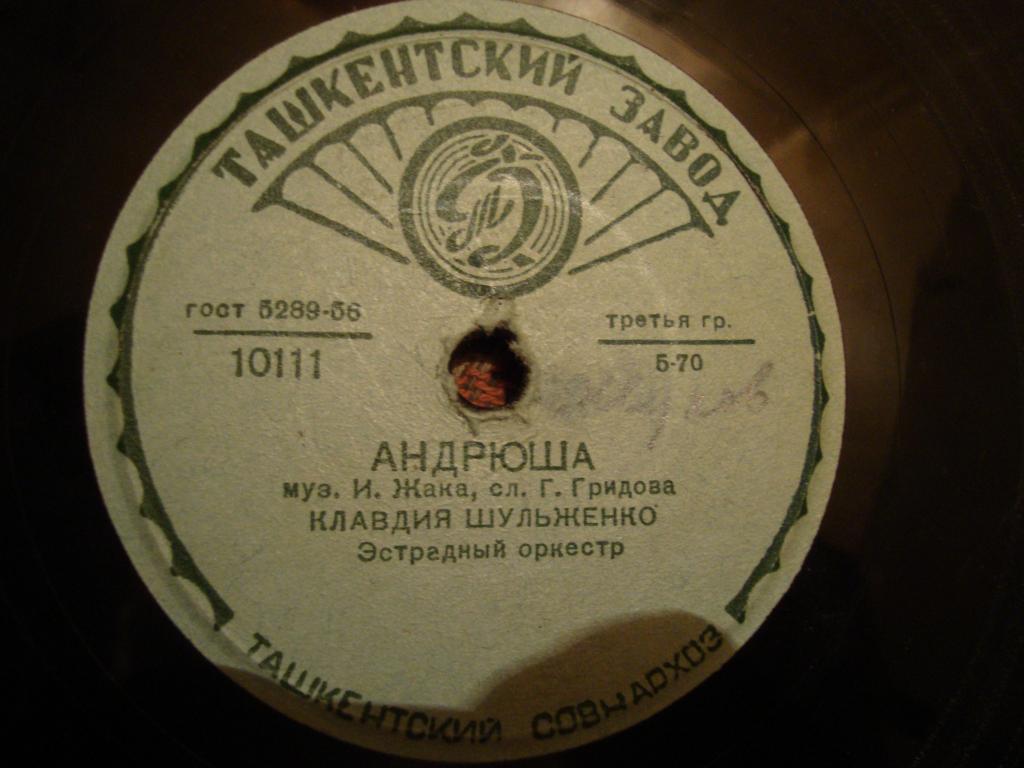 ТАШКЕНТСКИЙ ЗАВОД
гост 5289-56
10111
третья гр.
5-70
АНДРЮША
муз. И. Жака, сл. Г. Гридова
КЛАВДИЯ ШУЛЬЖЕНКО
Эстрадный оркестр
ТАШКЕНТСКИЙ СОВНАРХОЗ